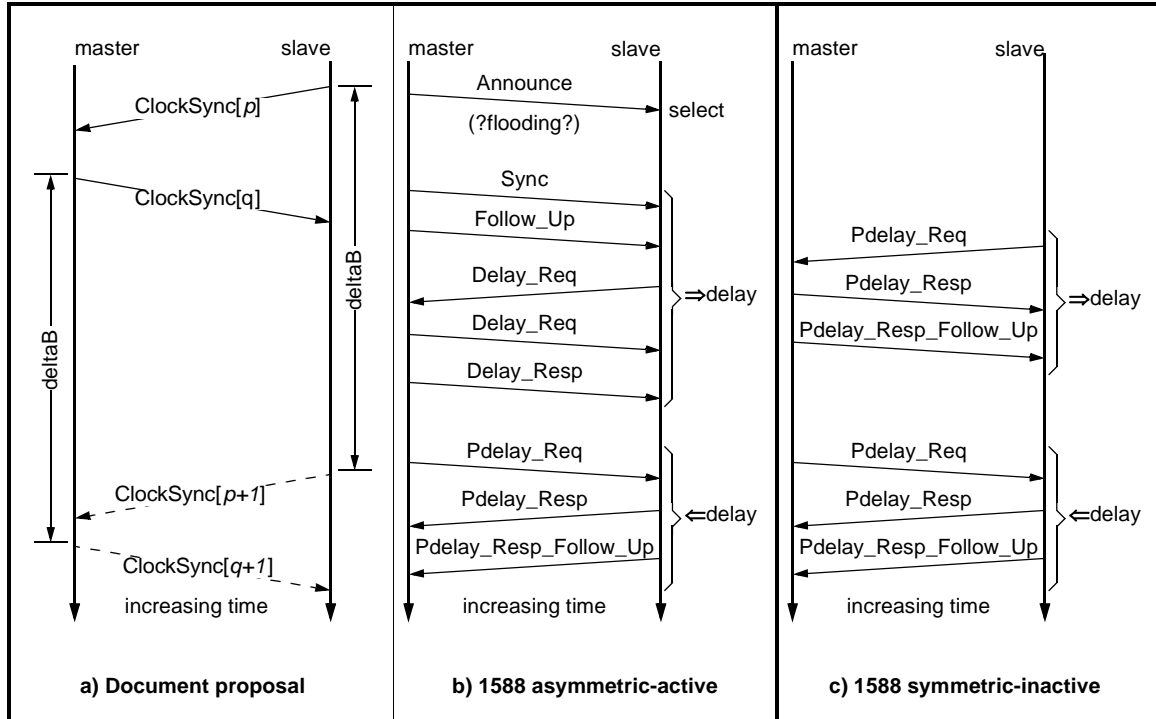 master
slave
ClockSync[p]
ClockSync[q]
deltaB
deltaB
ClockSync[p+1]
ClockSync[q+1]
increasing time
a) Document proposal
master
slave
Announce
(?flooding?)
select
Sync
Follow_Up
Delay_Req
⇒delay
Delay_Req
Delay_Resp
Pdelay_Req
Pdelay_Resp
⇐delay
Pdelay_Resp_Follow_Up
increasing time
b) 1588 asymmetric-active
master
slave
Pdelay_Req
Pdelay_Resp
⇒delay
Pdelay_Resp_Follow_Up
Pdelay_Req
Pdelay_Resp
⇐delay
Pdelay_Resp_Follow_Up
increasing time
c) 1588 symmetric-inactive